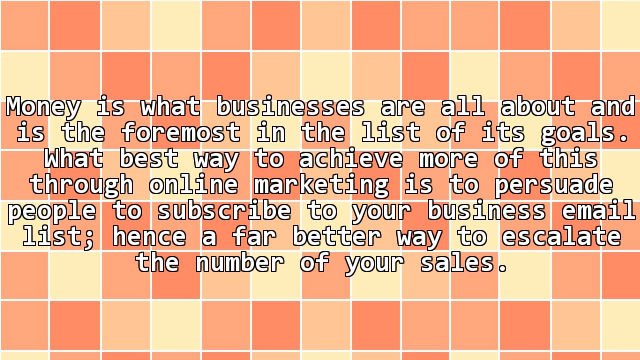 Money is what businesses are all about and
is the foremost in the list of its goals.
What best way to achieve more of this
through online marketing is to persuade
people to subscribe to your business email
list; hence a far better way to escalate
the number of your sales.